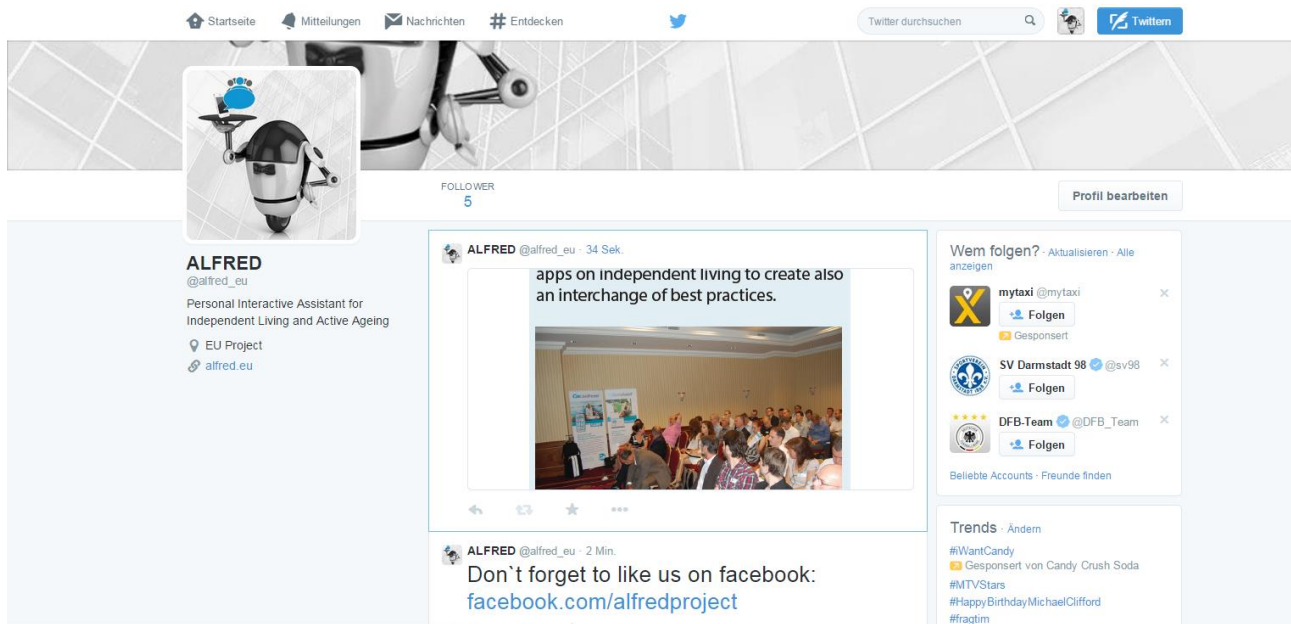 Startseite
Mitteilungen
Nachrichten
Entdecken
Twitter durchsuchen
Twittern
FOLLOWER
5
Profil bearbeiten
ALFRED
@alfred_eu
Personal Interactive Assistant for
Independent Living and Active Ageing
EU Project
alfred.eu
ALFRED @alfred_eu · 34 Sek.
apps on independent living to create also
an interchange of best practices.
ALFRED @alfred_eu · 2 Min.
Don`t forget to like us on facebook:
facebook.com/alfredproject
Wem folgen? · Aktualisieren · Alle
anzeigen
mytaxi @mytaxi
Folgen
Gesponsert
SV Darmstadt 98 @sv98
Folgen
DFB-Team @DFB_Team
Folgen
Beliebte Accounts · Freunde finden
Trends · Ändern
#iWantCandy
Gesponsert von Candy Crush Soda
#MTVStars
#HappyBirthdayMichaelClifford
#fragtim